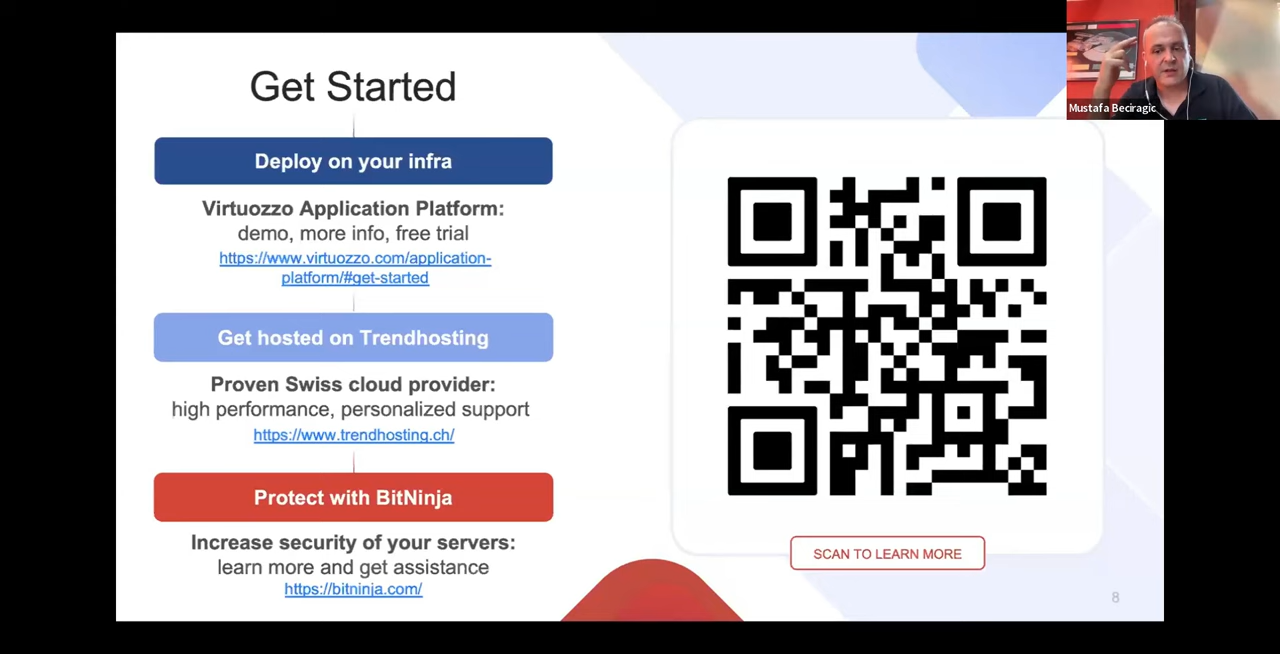 Get Started
Deploy on your infra
Virtuozzo Application Platform:
demo, more info, free trial
https://www.virtuozzo.com/application-
platform/#get-started
Get hosted on Trendhosting
Proven Swiss cloud provider:
high performance, personalized support
https://www.trendhosting.ch/
Protect with BitNinja
Increase security of your servers:
learn more and get assistance
https://bitninja.com/
SCAN TO LEARN MORE
8
Mustafa Beciragic